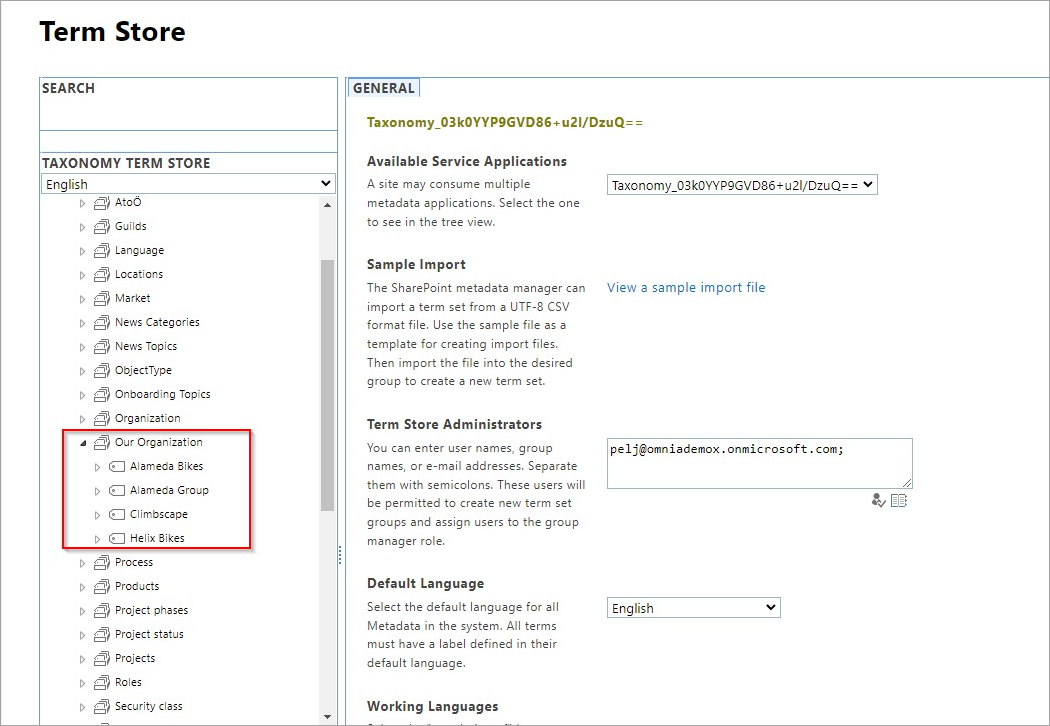 Term Store
SEARCH
TAXONOMY TERM STORE
English
AtoÖ
Guilds
Language
Locations
Market
News Categories
News Topics
ObjectType
Onboarding Topics
Organization
Our Organization
Alameda Bikes
Alameda Group
Climbscape
Helix Bikes
Process
Products
Project phases
Project status
Projects
Roles
Security class
GENERAL
Taxonomy_03k0YYP9GVD86+u2l/DzuQ==
Available Service Applications
A site may consume multiple
metadata applications. Select the one
to see in the tree view.
Taxonomy_03k0YYP9GVD86+u2l/DzuQ==
Sample Import
The SharePoint metadata manager can
import a term set from a UTF-8 CSV
format file. Use the sample file as a
template for creating import files.
Then import the file into the desired
group to create a new term set.
View a sample import file
Term Store Administrators
You can enter user names, group
names, or e-mail addresses. Separate
them with semicolons. These users will
be permitted to create new term set
groups and assign users to the group
manager role.
pelj@omniademox.onmicrosoft.com;
Default Language
Select the default language for all
Metadata in the system. All terms
must have a label defined in their
default language.
English
Working Languages